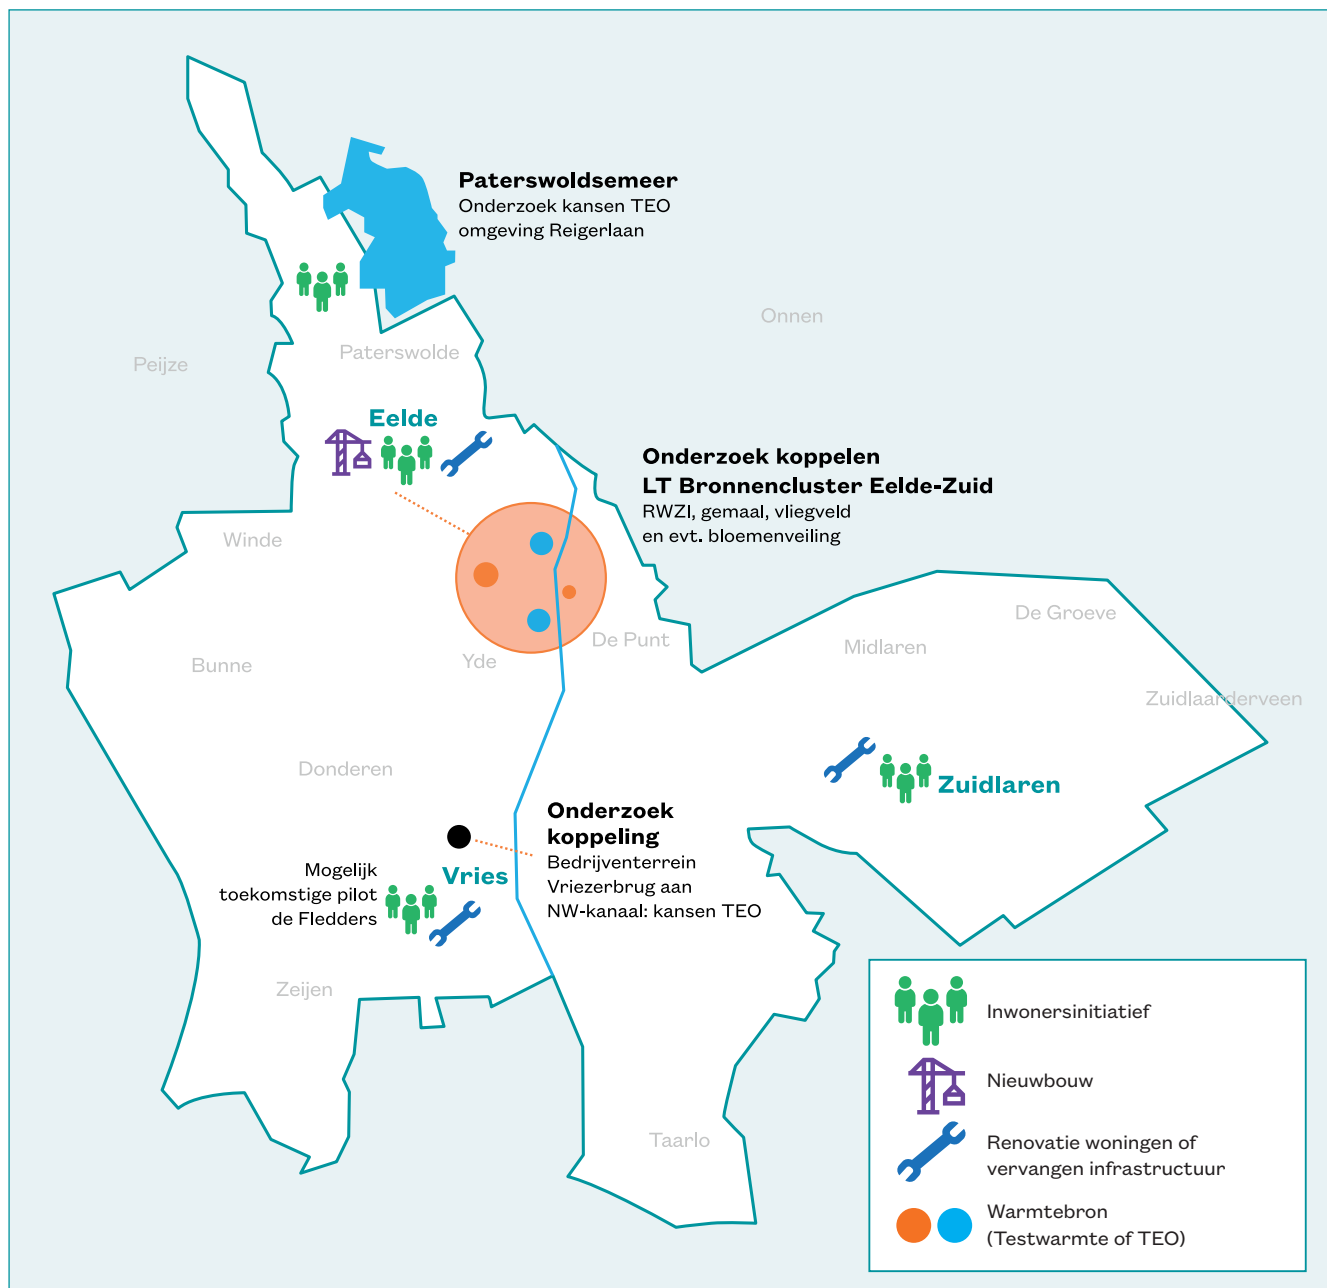 Paterswoldsemeer
Onderzoek kansen TEO
omgeving Reigerlaan
Onnen
Peijze
Paterswolde
Eelde
Onderzoek koppelen
LT Bronnencluster Eelde-Zuid
RWZI, gemaal, vliegveld
en evt. bloemenveiling
Winde
De Punt
De Groeve
Midlaren
Bunne
Yde
Zuidlaarderveen
Donderen
Zuidlaren
Onderzoek
koppeling
Bedrijventerrein
Vriezerbrug aan
NW-kanaal: kansen TEO
Vries
Mogelijk
toekomstige pilot
de Fledders
Zeijen
Taarlo
Inwonersinitiatief
Nieuwbouw
Renovatie woningen of
vervangen infrastructuur
Warmtebron
(Testwarmte of TEO)